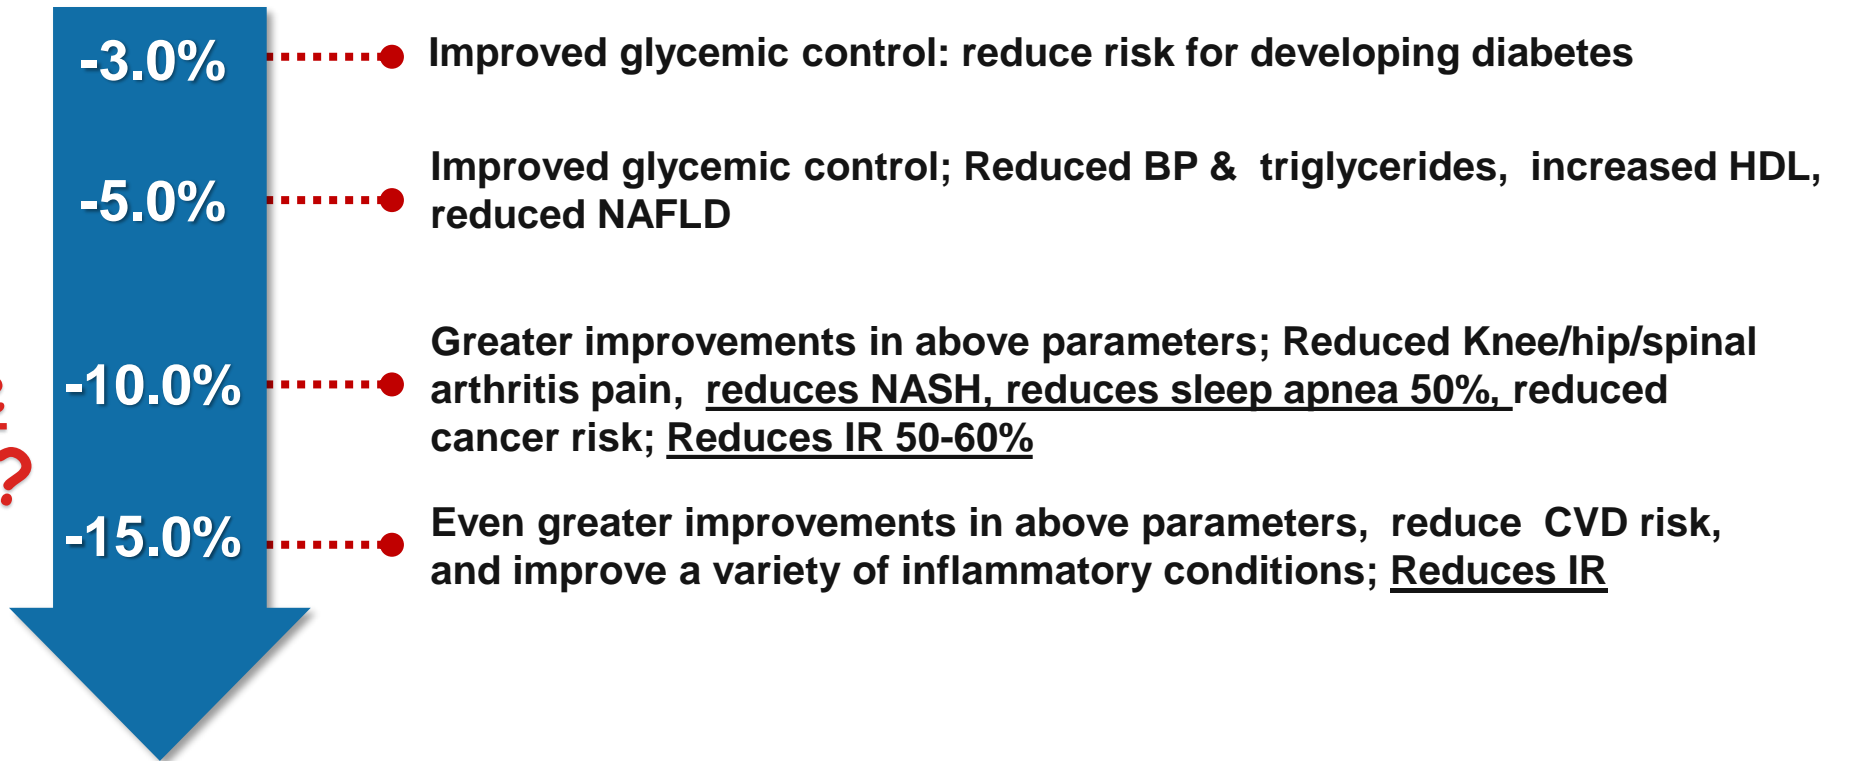 -3.0%
Improved glycemic control: reduce risk for developing diabetes
-5.0%
Improved glycemic control; Reduced BP & triglycerides, increased HDL,
reduced NAFLD
-10.0%
Greater improvements in above parameters; Reduced Knee/hip/spinal
arthritis pain, reduces NASH, reduces sleep apnea 50%, reduced
cancer risk; Reduces IR 50-60%
?
-15.0%
Even greater improvements in above parameters, reduce CVD risk,
and improve a variety of inflammatory conditions; Reduces IR